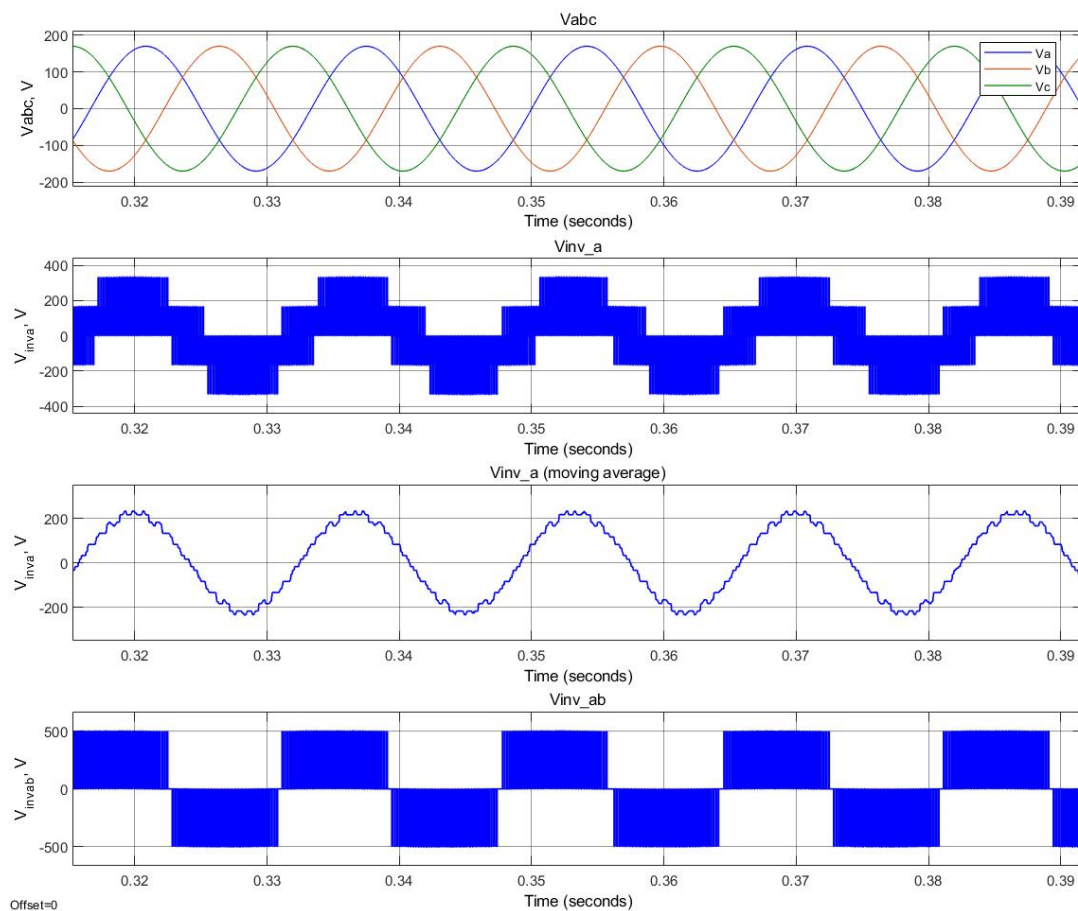 Vabc
200
100
0
-100
-200
Vabc, V
Va
Vb
Vc
0.32 0.33 0.34 0.35 0.36 0.37 0.38 0.39
Time (seconds)
Vinv_a
400
200
0
-200
-400
Vinva, V
0.32 0.33 0.34 0.35 0.36 0.37 0.38 0.39
Time (seconds)
Vinv_a (moving average)
200
0
-200
Vinva, V
0.32 0.33 0.34 0.35 0.36 0.37 0.38 0.39
Time (seconds)
Vinv_ab
500
0
-500
Vinvab, V
0.32 0.33 0.34 0.35 0.36 0.37 0.38 0.39
Time (seconds)
Offset=0